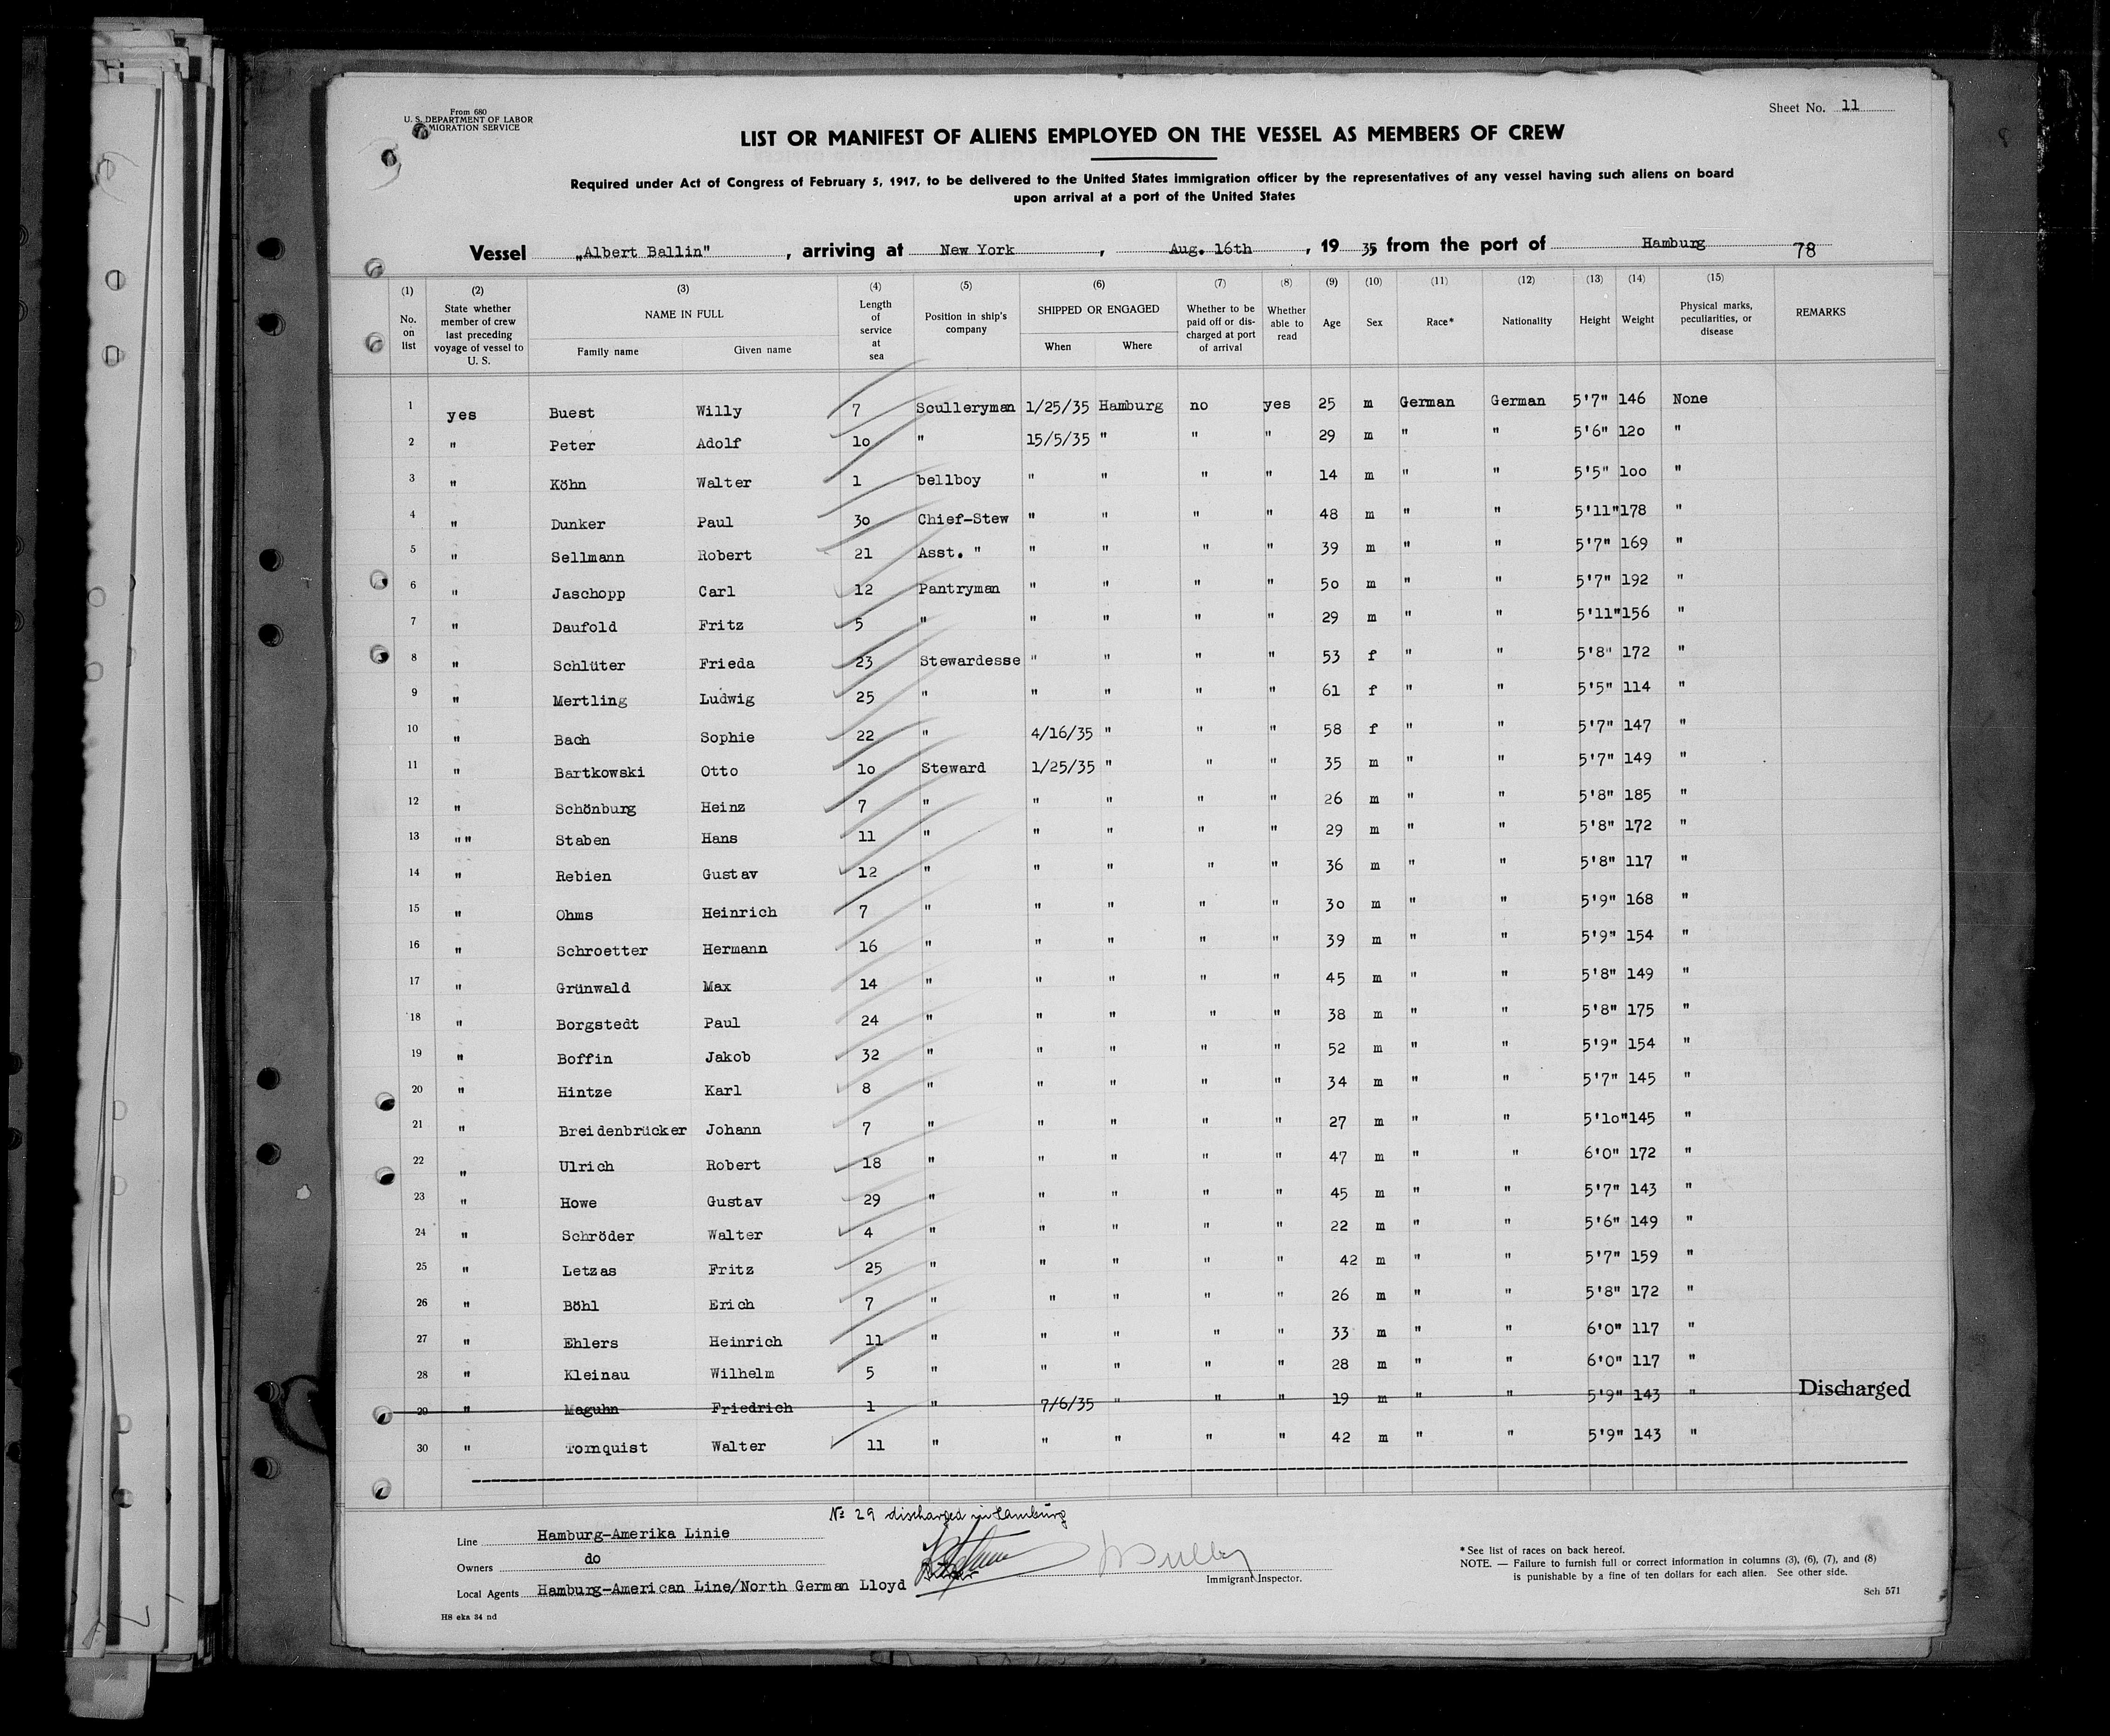 From 680
U. S. DEPARTMENT OF LABOR
MIGRATION SERVICE
Sheet No. 11
LIST OR MANIFEST OF ALIENS EMPLOYED ON THE VESSEL AS MEMBERS OF CREW
Required under Act of Congress of February 5, 1917, to be delivered to the United States immigration officer by the representatives of any vessel having such aliens on board
upon arrival at a port of the United States
Vessel „Albert Ballin" , arriving at New York , Aug. 16th , 19 35 from the port of Hamburg 78
(1) No. on list (2) State whether member of crew last preceding voyage of vessel to U. S. (3) NAME IN FULL Family name Given name (4) Length of service at sea (5) Position in ship's company (6) SHIPPED OR ENGAGED When Where (7) Whether to be paid off or discharged at port of arrival (8) Whether able to read (9) Age (10) Sex (11) Race* (12) Nationality (13) Height (14) Weight (15) Physical marks, peculiarities, or disease REMARKS
1 yes Buest Willy 7 Sculleryman 1/25/35 Hamburg no yes 25 m German German 5'7" 146 None
2 " Peter Adolf 1o " 15/5/35 " " " 29 m " " 5'6" 12o "
3 " Köhn Walter 1 bellboy " " " " 14 m " " 5'5" 1oo "
4 " Dunker Paul 3o Chief-Stew " " " " 48 m " " 5'11" 178 "
5 " Sellmann Robert 21 Asst. " " " " " 39 m " " 5'7" 169 "
6 " Jaschopp Carl 12 Pantryman " " " " 5o m " " 5'7" 192 "
7 " Daufold Fritz 5 " " " " " 29 m " " 5'11" 156 "
8 " Schlüter Frieda 23 Stewardesse " " " " 53 f " " 5'8" 172 "
9 " Mertling Ludwig 25 " " " " " 61 f " " 5'5" 114 "
10 " Bach Sophie 22 " 4/16/35 " " " 58 f " " 5'7" 147 "
11 " Bartkowski Otto 1o Steward 1/25/35 " " " 35 m " " 5'7" 149 "
12 " Schönburg Heinz 7 " " " " " 26 m " " 5'8" 185 "
13 " " Staben Hans 11 " " " " " 29 m " " 5'8" 172 "
14 " Rebien Gustav 12 " " " " " 36 m " " 5'8" 117 "
15 " Ohms Heinrich 7 " " " " " 3o m " " 5'9" 168 "
16 " Schroetter Hermann 16 " " " " " 39 m " " 5'9" 154 "
17 " Grünwald Max 14 " " " " " 45 m " " 5'8" 149 "
18 " Borgstedt Paul 24 " " " " " 38 m " " 5'8" 175 "
19 " Boffin Jakob 32 " " " " " 52 m " " 5'9" 154 "
20 " Hintze Karl 8 " " " " " 34 m " " 5'7" 145 "
21 " Breidenbrücker Johann 7 " " " " " 27 m " " 5'1o" 145 "
22 " Ulrich Robert 18 " " " " " 47 m " " 6'0" 172 "
23 " Howe Gustav 29 " " " " " 45 m " " 5'7" 143 "
24 " Schröder Walter 4 " " " " " 22 m " " 5'6" 149 "
25 " Letzas Fritz 25 " " " " " 42 m " " 5'7" 159 "
26 " Böhl Erich 7 " " " " " 26 m " " 5'8" 172 "
27 " Ehlers Heinrich 11 " " " " " 33 m " " 6'0" 117 "
28 " Kleinau Wilhelm 5 " " " " " 28 m " " 6'0" 117 "
29 " Maguhn Friedrich 1 " 7/6/35 " " " 19 m " " 5'9" 143 " Discharged
30 " Tornquist Walter 11 " " " " " 42 m " " 5'9" 143 "
No 29 discharged in Hamburg
Line Hamburg-Amerika Linie
Owners do
Local Agents Hamburg-American Line/North German Lloyd
Immigrant Inspector.
* See list of races on back hereof.
NOTE. — Failure to furnish full or correct information in columns (3), (6), (7), and (8)
is punishable by a fine of ten dollars for each alien. See other side.
Sch 571
H8 eka 34 nd